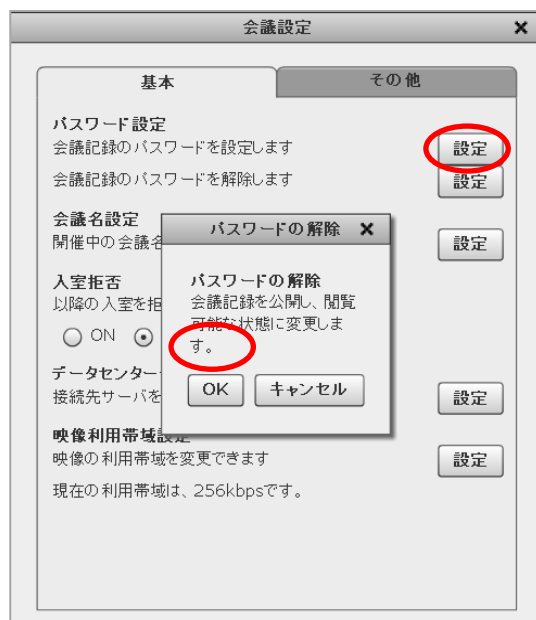 会議設定
基本
その他
パスワード設定
会議記録のパスワードを設定します
設定
会議記録のパスワードを解除します
設定
会議名設定
開催中の会議名
設定
パスワードの解除
パスワードの解除
会議記録を公開し、閲覧
可能な状態に変更しま
す。
OK
キャンセル
入室拒否
以降の入室を拒
ON
データセンター
接続先サーバを
設定
映像利用帯域設定
映像の利用帯域を変更できます
設定
現在の利用帯域は、256kbpsです。